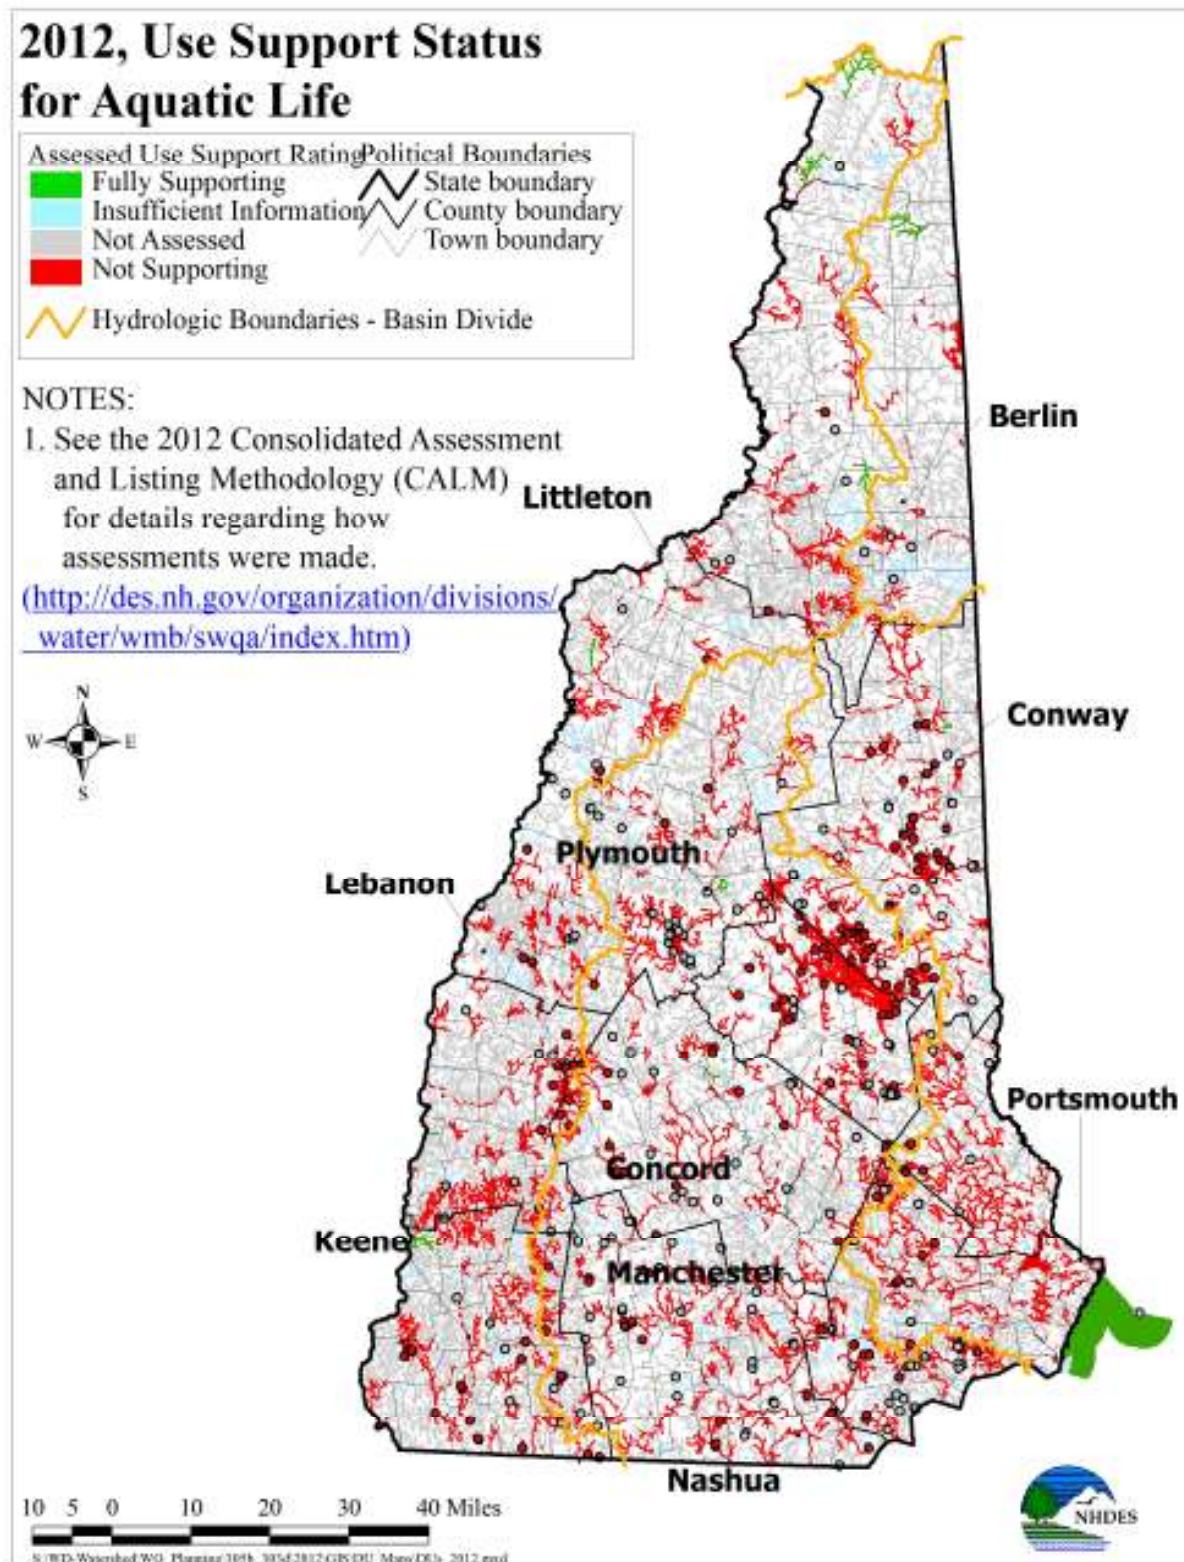 2012, Use Support Status
for Aquatic Life
Assessed Use Support Rating Political Boundaries
Fully Supporting
State boundary
Insufficient Information
County boundary
Not Assessed
Town boundary
Not Supporting
Hydrologic Boundaries - Basin Divide
NOTES:
1. See the 2012 Consolidated Assessment
and Listing Methodology (CALM)
for details regarding how
assessments were made.
(http://des.nh.gov/organization/divisions/
water/wmb/swqa/index.htm)
N
W E
S
Berlin
Littleton
Conway
Plymouth
Lebanon
Portsmouth
Concord
Keene
Manchester
Nashua
10 5 0 10 20 30 40 Miles
NHDES